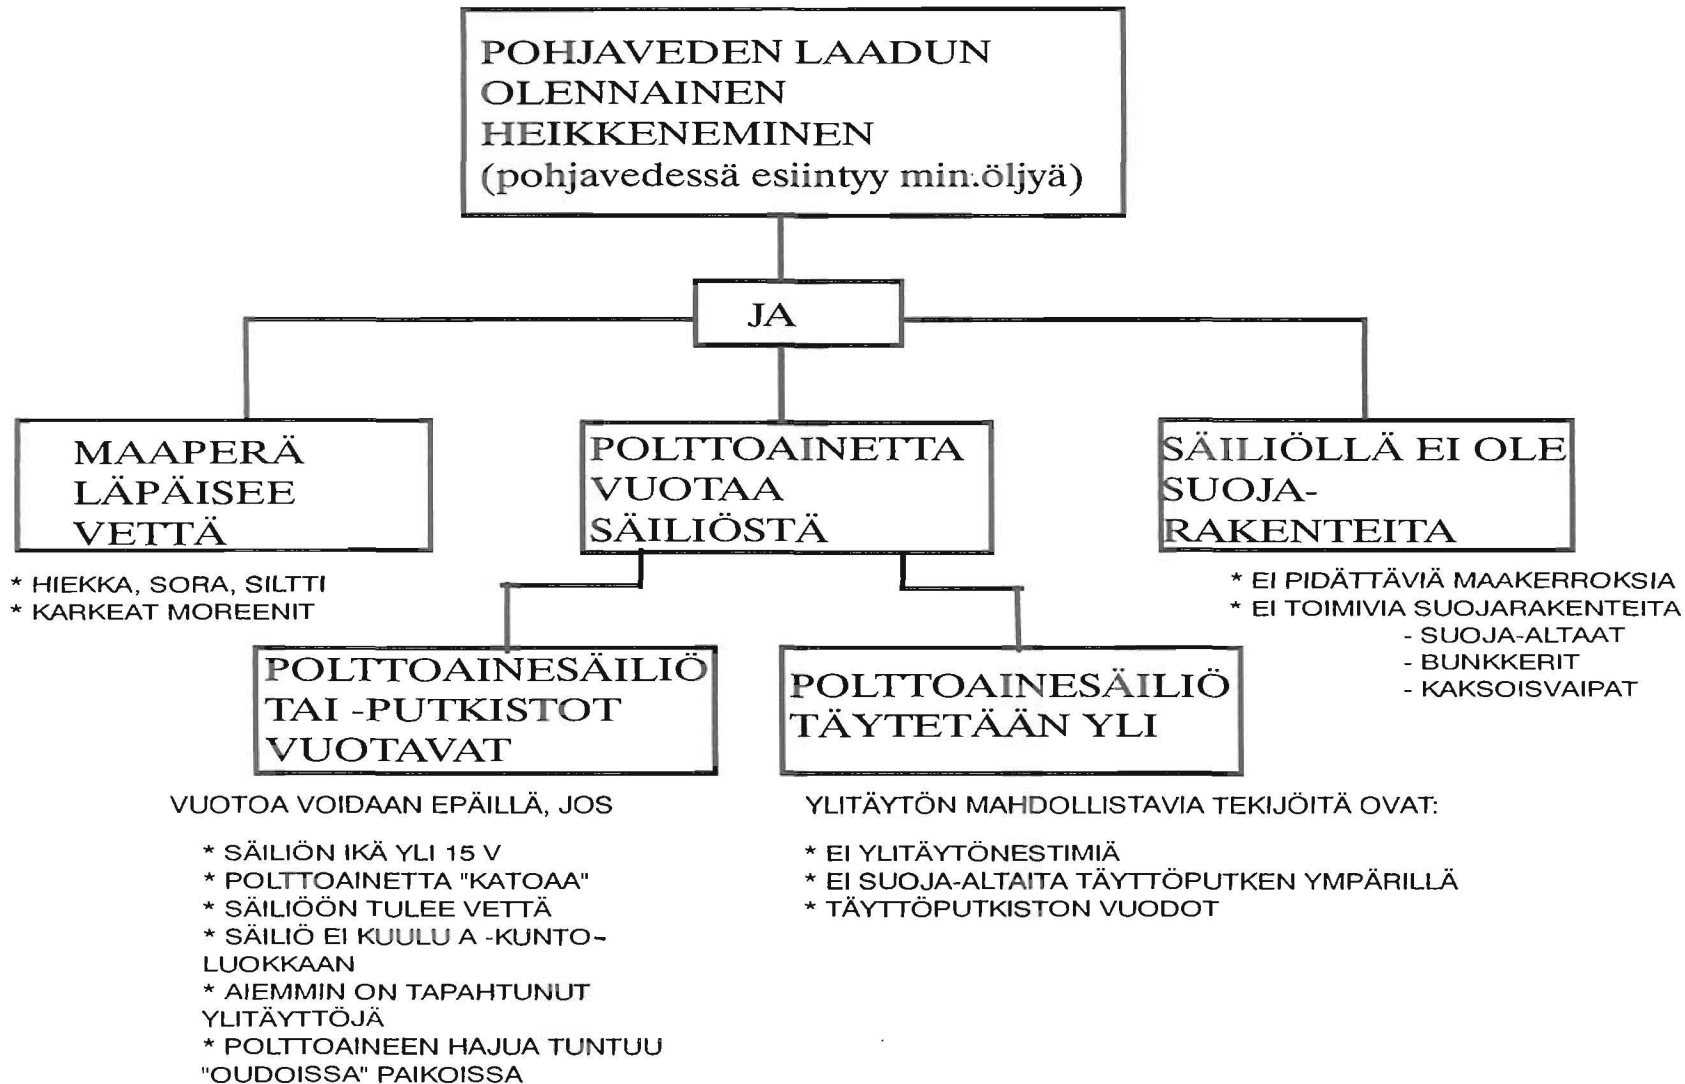 POHJAVEDEN LAADUN
OLENNAINEN
HEIKKENEMINEN
(pohjavedessä esiintyy min.öljyä)
JA
MAAPERÄ
LÄPÄISEE
VETTÄ
* HIEKKA, SORA, SILTTI
* KARKEAT MOREENIT
POLTTOAINETTA
VUOTAA
SÄILIÖSTÄ
SÄILIÖLLÄ EI OLE
SUOJA-
RAKENTEITA
* EI PIDÄTTÄVIÄ MAAKERROKSIA
* EI TOIMIVIA SUOJARAKENTEITA
- SUOJA-ALTAAT
- BUNKKERIT
- KAKSOISVAIPAT
POLTTOAINESÄILIÖ
TAI -PUTKISTOT
VUOTAVAT
VUOTOA VOIDAAN EPÄILLÄ, JOS
* SÄILIÖN IKÄ YLI 15 V
* POLTTOAINETTA "KATOAA"
* SÄILIÖÖN TULEE VETTÄ
* SÄILIÖ EI KUULU A -KUNTO-
LUOKKAAN
* AIEMMIN ON TAPAHTUNUT
YLITÄYTTÖJÄ
* POLTTOAINEEN HAJUA TUNTUU
"OUDOISSA" PAIKOISSA
POLTTOAINESÄILIÖ
TÄYTETÄÄN YLI
YLITÄYTÖN MAHDOLLISTAVIA TEKIJÖITÄ OVAT:
* EI YLITÄYTÖNESTIMIÄ
* EI SUOJA-ALTAITA TÄYTTÖPUTKEN YMPÄRILLÄ
* TÄYTTÖPUTKISTON VUODOT